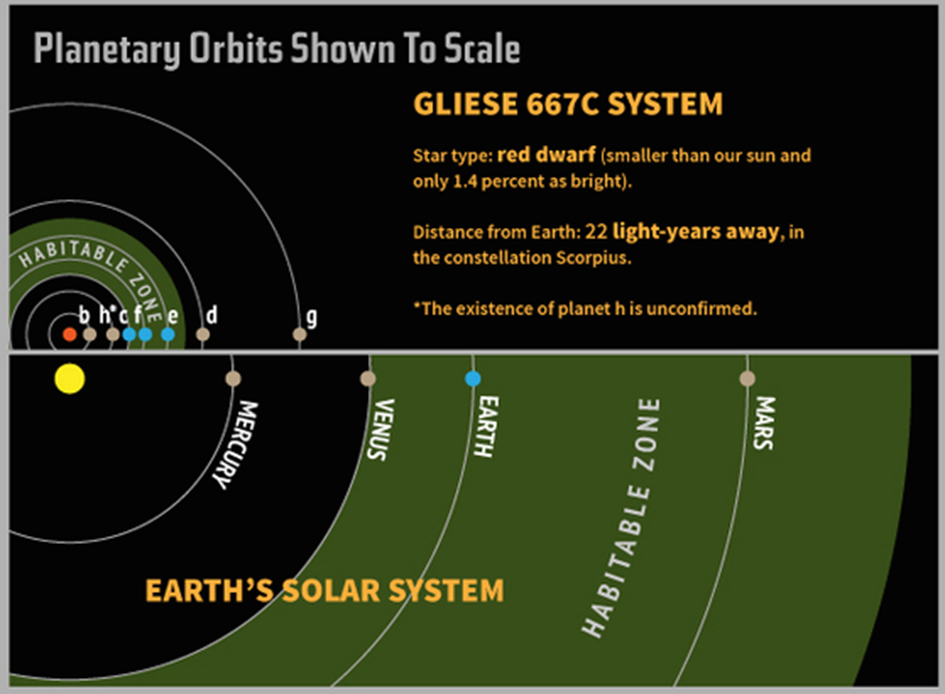 Planetary Orbits Shown To Scale
GLIESE 667C SYSTEM
Star type: red dwarf (smaller than our sun and
only 1.4 percent as bright).
Distance from Earth: 22 light-years away, in
the constellation Scorpius.
*The existence of planet h is unconfirmed.
HABITABLE ZONE
b h* c f e d g
MERCURY
VENUS
EARTH
HABITABLE ZONE
MARS
EARTH’S SOLAR SYSTEM